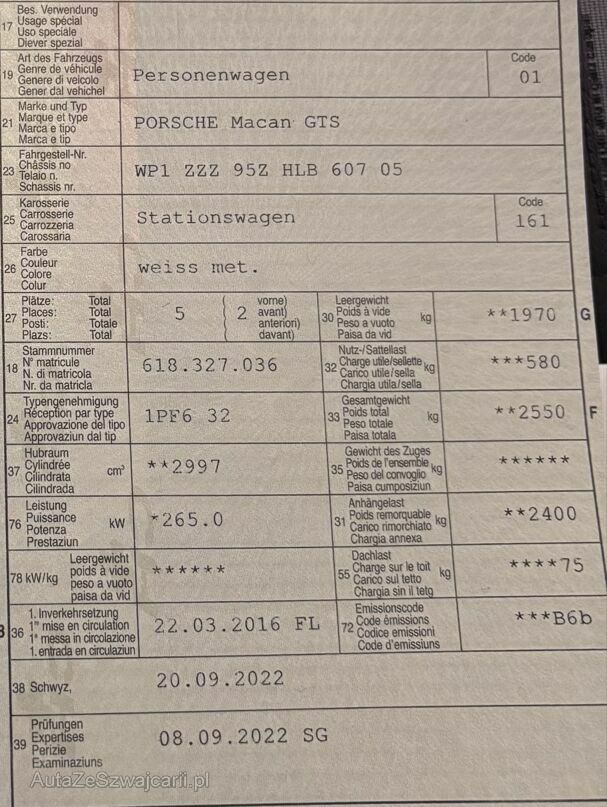 17 Bes. Verwendung
Usage spécial
Uso speciale
Diever spezial
19 Art des Fahrzeugs
Genre de véhicule
Genere di veicolo
Gener dal vehichel
Personenwagen
Code
01
21 Marke und Typ
Marque et type
Marca e tipo
Marca e tip
PORSCHE Macan GTS
23 Fahrgestell-Nr.
Châssis no
Telaio n.
Schassis nr.
WP1 ZZZ 95Z HLB 607 05
25 Karosserie
Carrosserie
Carrozzeria
Carossaria
Stationswagen
Code
161
26 Farbe
Couleur
Colore
Colur
weiss met.
27 Plätze: Total
Places: Total
Posti: Totale
Plazs: Total
5
( 2 vorne)
avant)
anteriori)
davant)
30 Leergewicht
Poids à vide
Peso a vuoto
Paisa da vid
kg
**1970 G
18 Stammnummer
N° matricule
N. di matricola
Nr. da matricla
618.327.036
32 Nutz-/Sattellast
Charge utile/sellette
Carico utile/sella
Chargia utila/sella
kg
***580
24 Typengenehmigung
Réception par type
Approvazione del tipo
Approvaziun dal tip
1PF6 32
33 Gesamtgewicht
Poids total
Peso totale
Paisa totala
kg
**2550 F
37 Hubraum
Cylindrée
Cilindrata
Cilindrada
cm³
**2997
35 Gewicht des Zuges
Poids de l'ensemble
Peso del convoglio
Paisa cumposiziun
kg
******
76 Leistung
Puissance
Potenza
Prestaziun
kW
*265.0
31 Anhängelast
Poids remorquable
Carico rimorchiato
Chargia annexa
kg
**2400
78 kW/kg
Leergewicht
poids à vide
peso a vuoto
paisa da vid
******
55 Dachlast
Charge sur le toit
Carico sul tetto
Chargia sin il tetg
kg
****75
B 36 1. Inverkehrsetzung
1re mise en circulation
1a messa in circolazione
1. entrada en circulaziun
22.03.2016 FL
72 Emissionscode
Code émissions
Codice emissioni
Code d'emissiuns
***B6b
38 Schwyz, 20.09.2022
39 Prüfungen
Expertises
Perizie
Examinaziuns
08.09.2022 SG
AutaZeSzwajcarii.pl